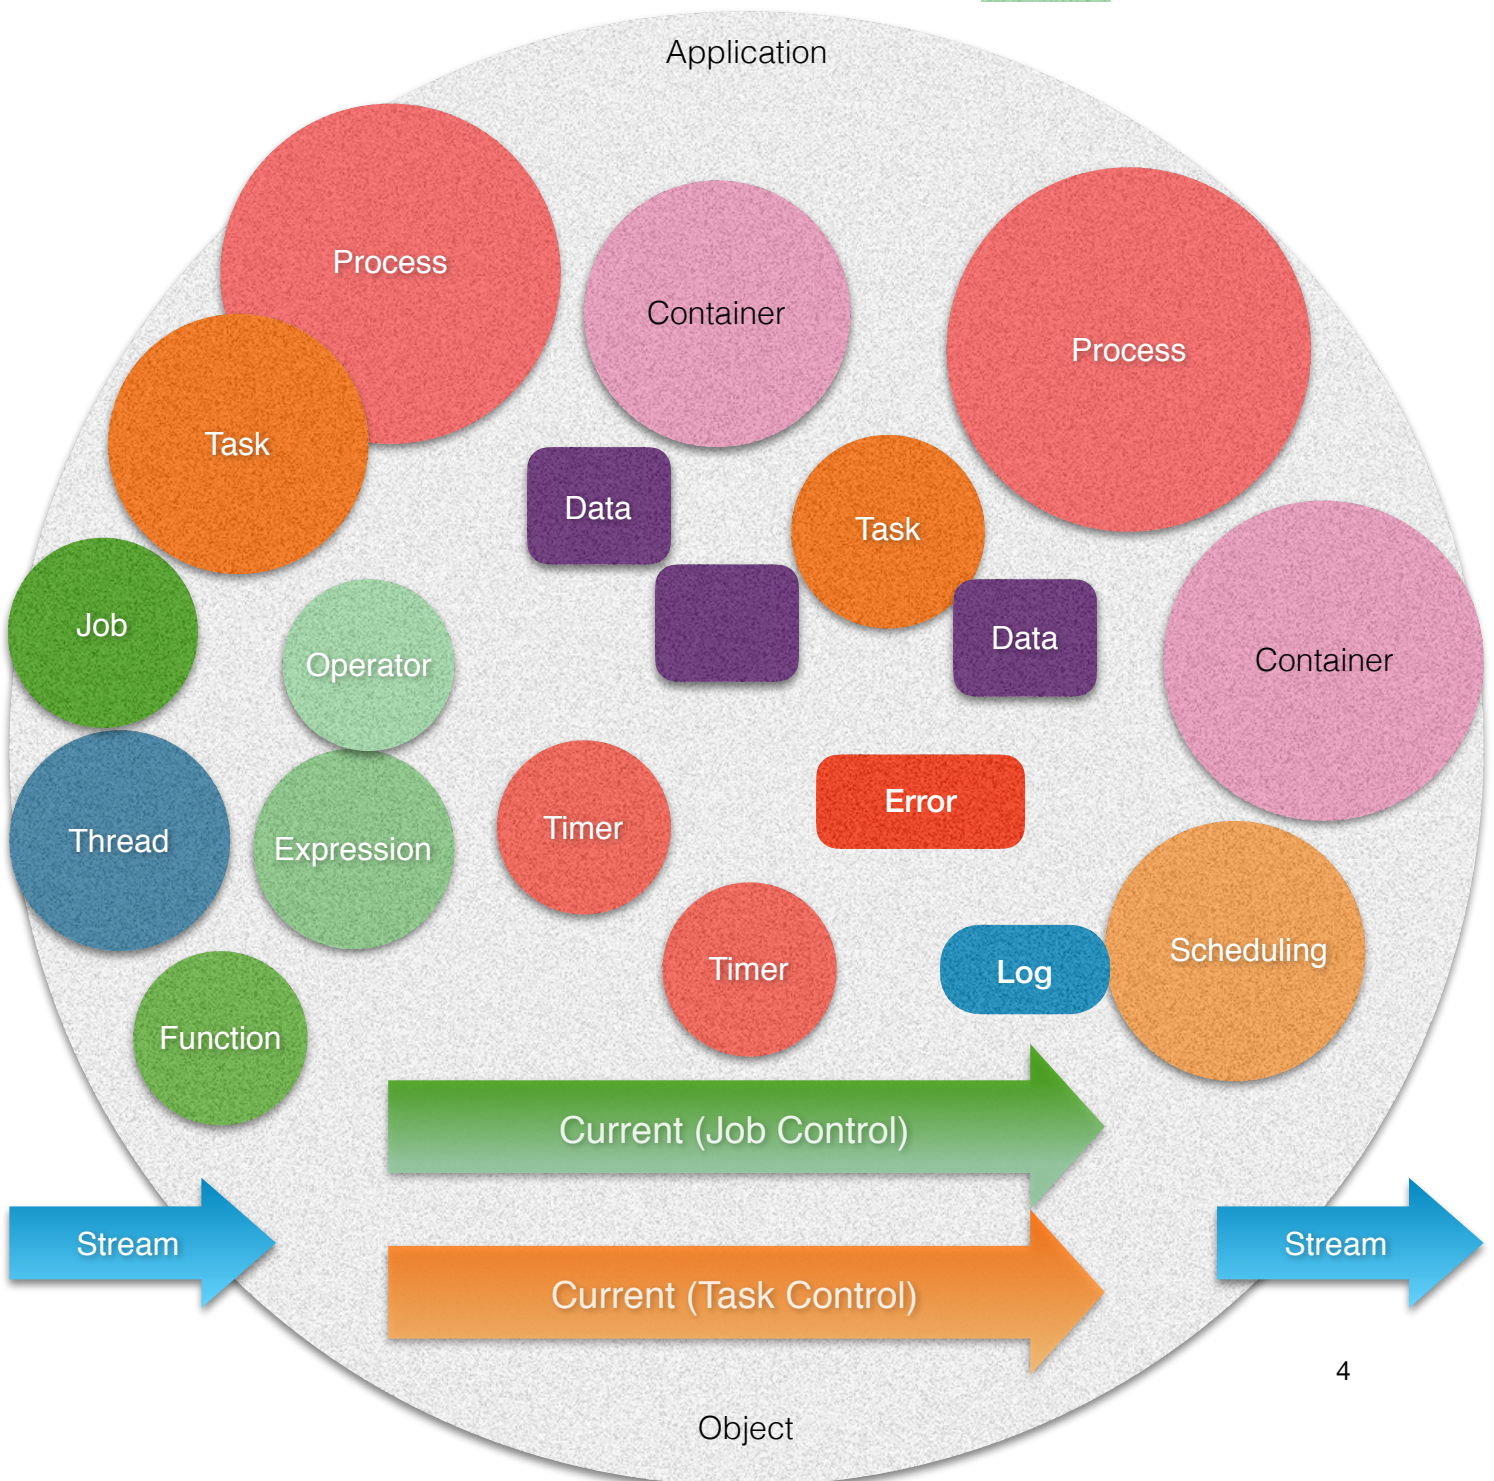 Application
Process
Container
Process
Task
Data
Task
Job
Operator
Data
Container
Thread
Expression
Timer
Error
Timer
Log
Scheduling
Function
Current (Job Control)
Stream
Stream
Current (Task Control)
4
Object